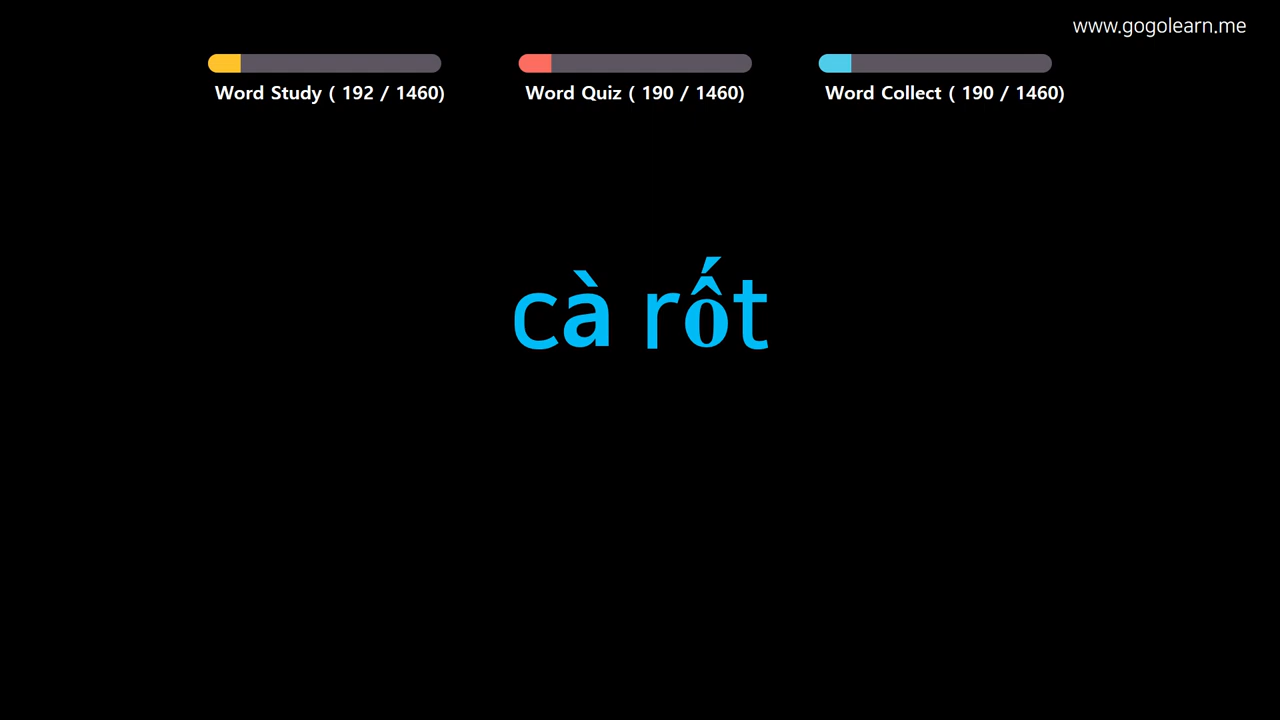 www.gogolearn.me
Word Study ( 192 / 1460)
Word Quiz ( 190 / 1460)
Word Collect ( 190 / 1460)
cà rốt